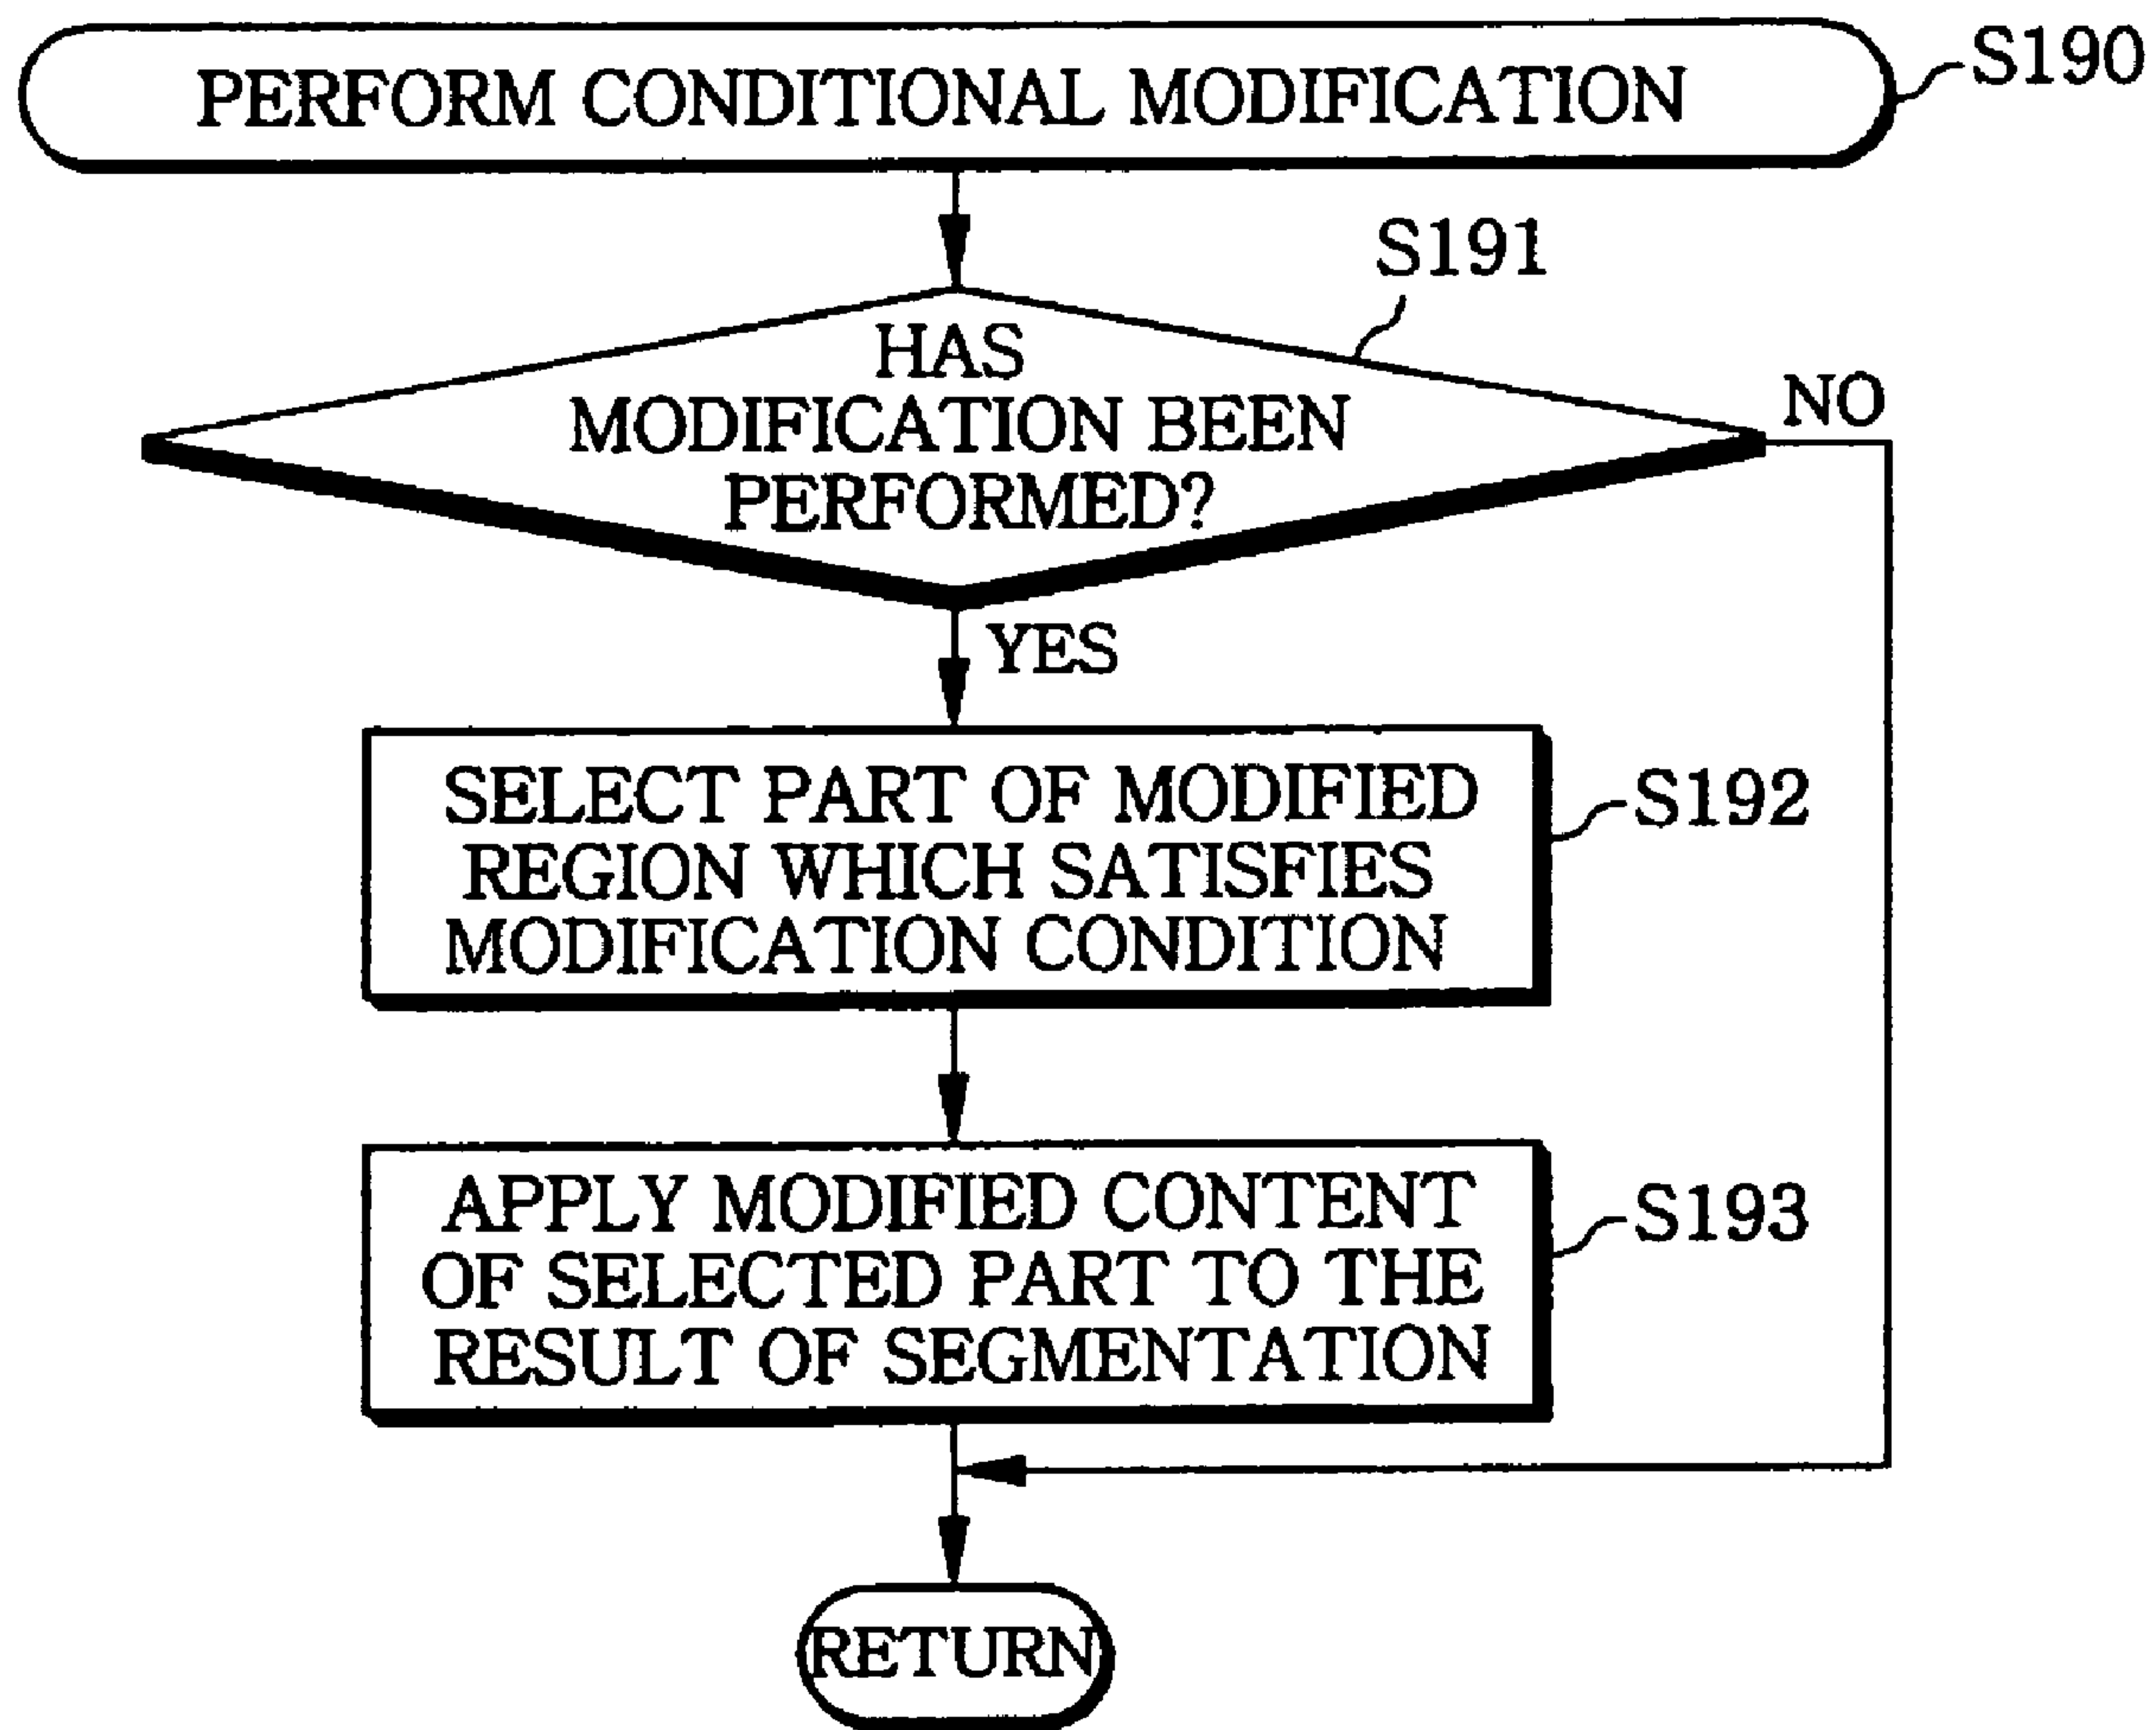 PERFORM CONDITIONAL MODIFICATION
S190
S191
HAS
MODIFICATION BEEN
PERFORMED?
NO
YES
SELECT PART OF MODIFIED
REGION WHICH SATISFIES
MODIFICATION CONDITION
S192
APPLY MODIFIED CONTENT
OF SELECTED PART TO THE
RESULT OF SEGMENTATION
S193
RETURN